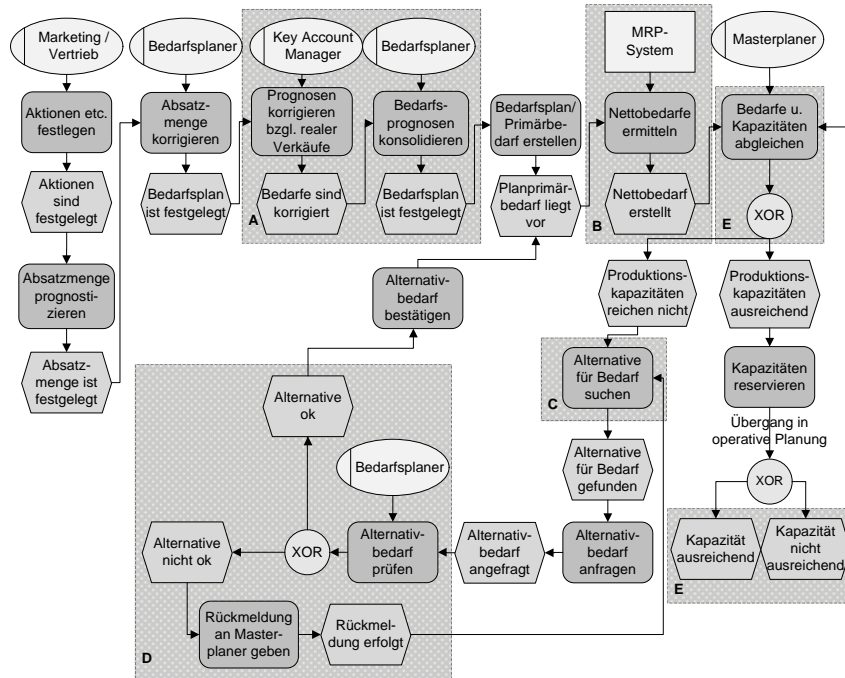 Marketing /
Vertrieb
Bedarfsplaner
Key Account
Manager
Bedarfsplaner
MRP-
System
Masterplaner
Aktionen etc.
festlegen
Absatz-
menge
korrigieren
Prognosen
korrigieren
bzgl. realer
Verkäufe
Bedarfs-
prognosen
konsolidieren
Bedarfsplan/
Primärbe-
darf erstellen
Nettobedarfe
ermitteln
Bedarfe u.
Kapazitäten
abgleichen
Aktionen
sind
festgelegt
Bedarfsplan
ist festgelegt
A
Bedarfe sind
korrigiert
Bedarfsplan
ist festgelegt
Planprimär-
bedarf liegt
vor
B
Nettobedarf
erstellt
E
XOR
Absatzmenge
prognosti-
zieren
Alternativ-
bedarf
bestätigen
Produktions-
kapazitäten
reichen nicht
Produktions-
kapazitäten
ausreichend
Absatz-
menge ist
festgelegt
Alternative
ok
C
Alternative
für Bedarf
suchen
Kapazitäten
reservieren
Übergang in
operative Planung
Bedarfsplaner
Alternative
für Bedarf
gefunden
XOR
Alternative
nicht ok
XOR
Alternativ-
bedarf
prüfen
Alternativ-
bedarf
angefragt
Alternativ-
bedarf
anfragen
Kapazität
ausreichend
Kapazität
nicht
ausreichend
E
D
Rückmeldung
an Master-
planer geben
Rückmel-
dung erfolgt